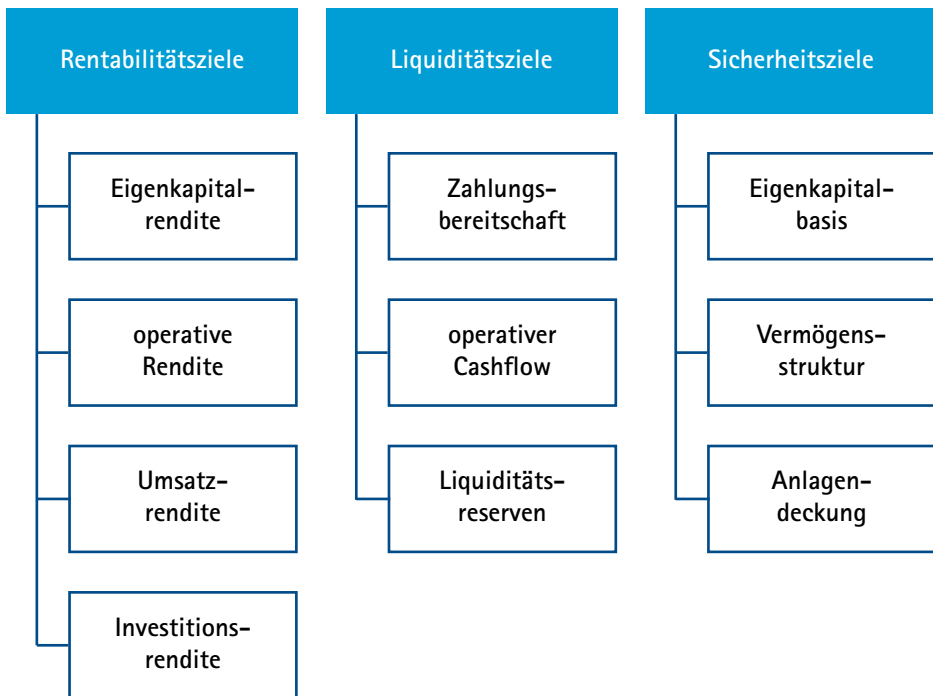 Rentabilitätsziele
Eigenkapital-
rendite
operative
Rendite
Umsatz-
rendite
Investitions-
rendite
Liquiditätsziele
Zahlungs-
bereitschaft
operativer
Cashflow
Liquiditäts-
reserven
Sicherheitsziele
Eigenkapital-
basis
Vermögens-
struktur
Anlagen-
deckung